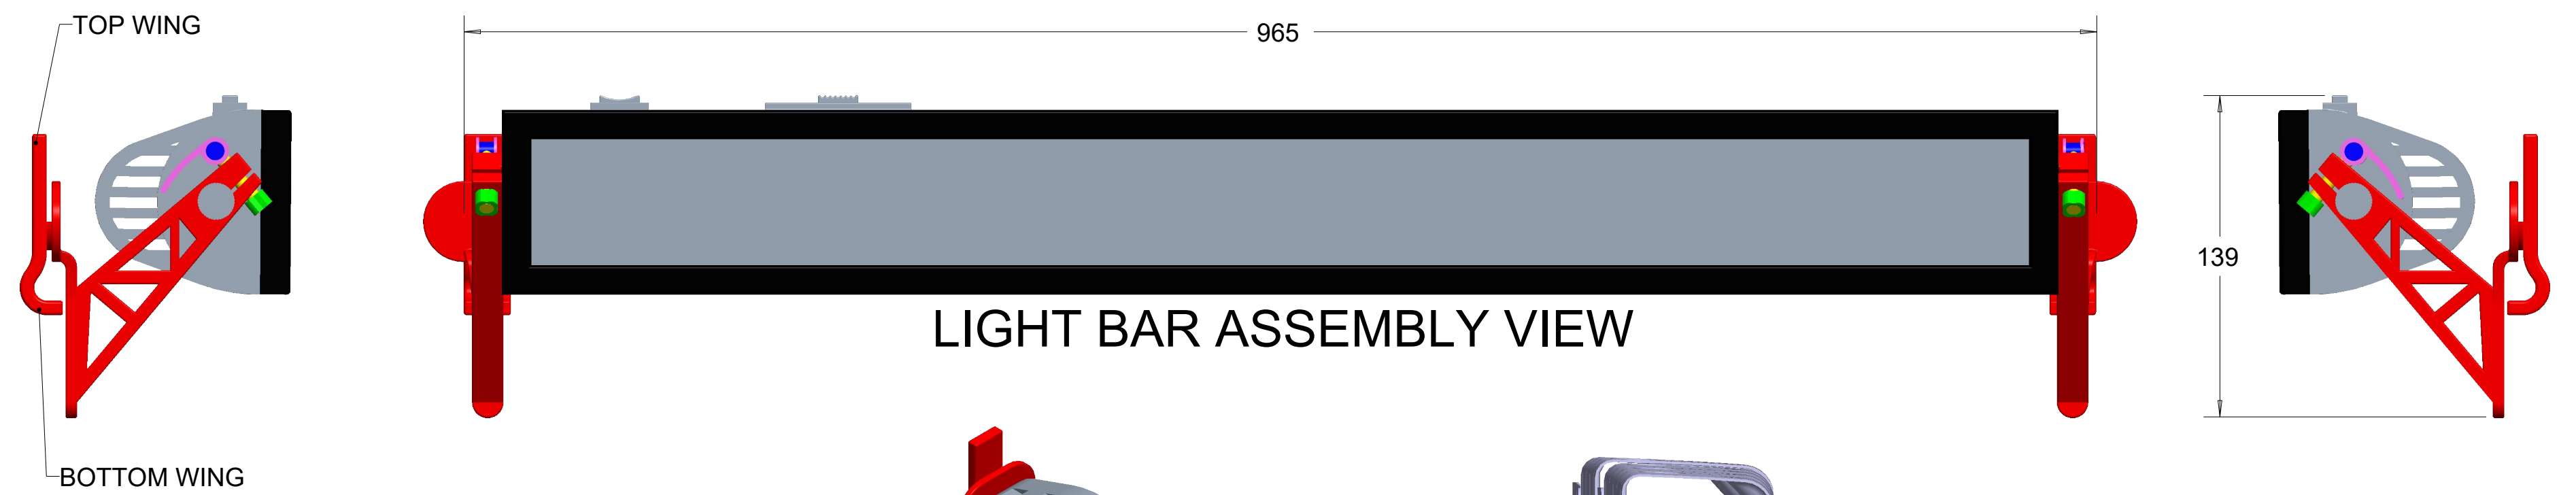 TOP WING
965
139
LIGHT BAR ASSEMBLY VIEW
BOTTOM WING